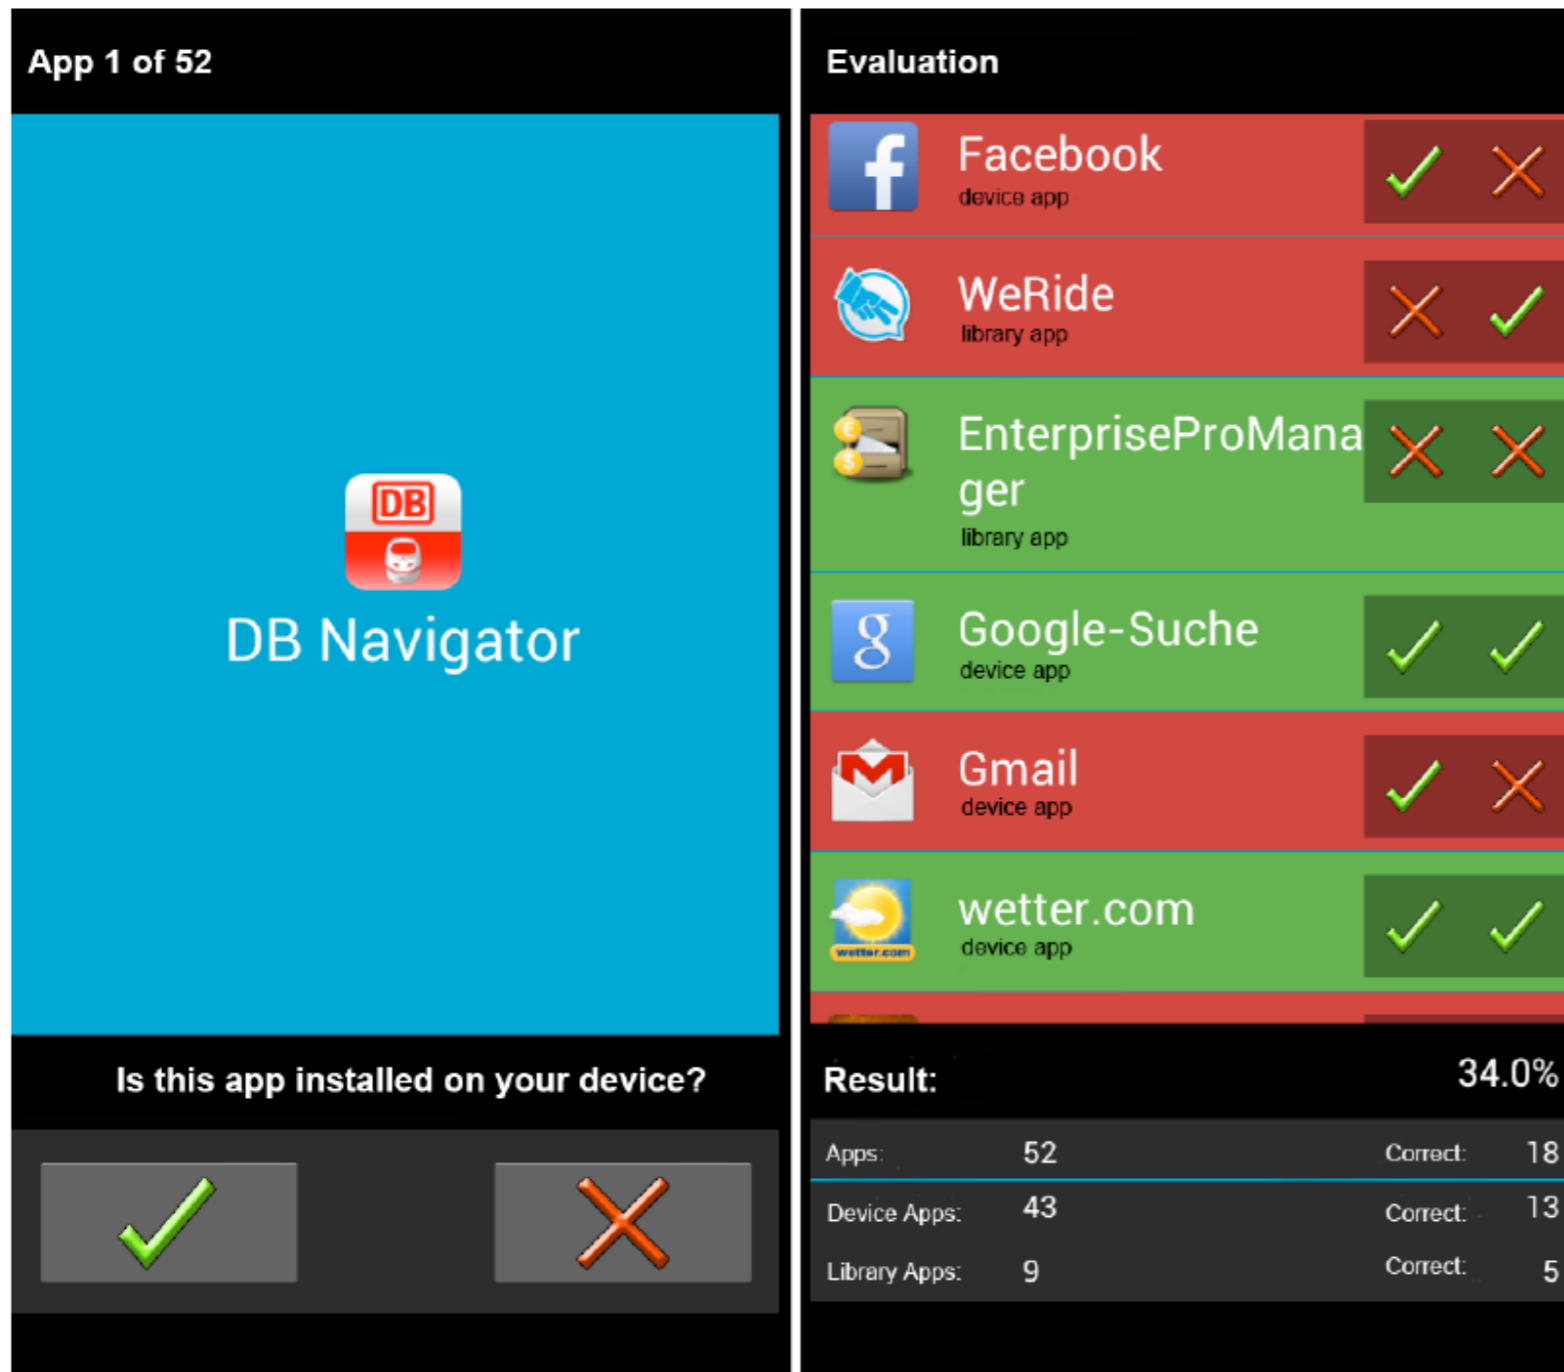 App 1 of 52
DB
DB Navigator
Is this app installed on your device?
Evaluation
f
Facebook
device app
WeRide
library app
EnterpriseProMana
ger
library app
g
Google-Suche
device app
Gmail
device app
wetter.com
wetter.com
device app
Result: 34.0%
Apps: 52 Correct: 18
Device Apps: 43 Correct: 13
Library Apps: 9 Correct: 5